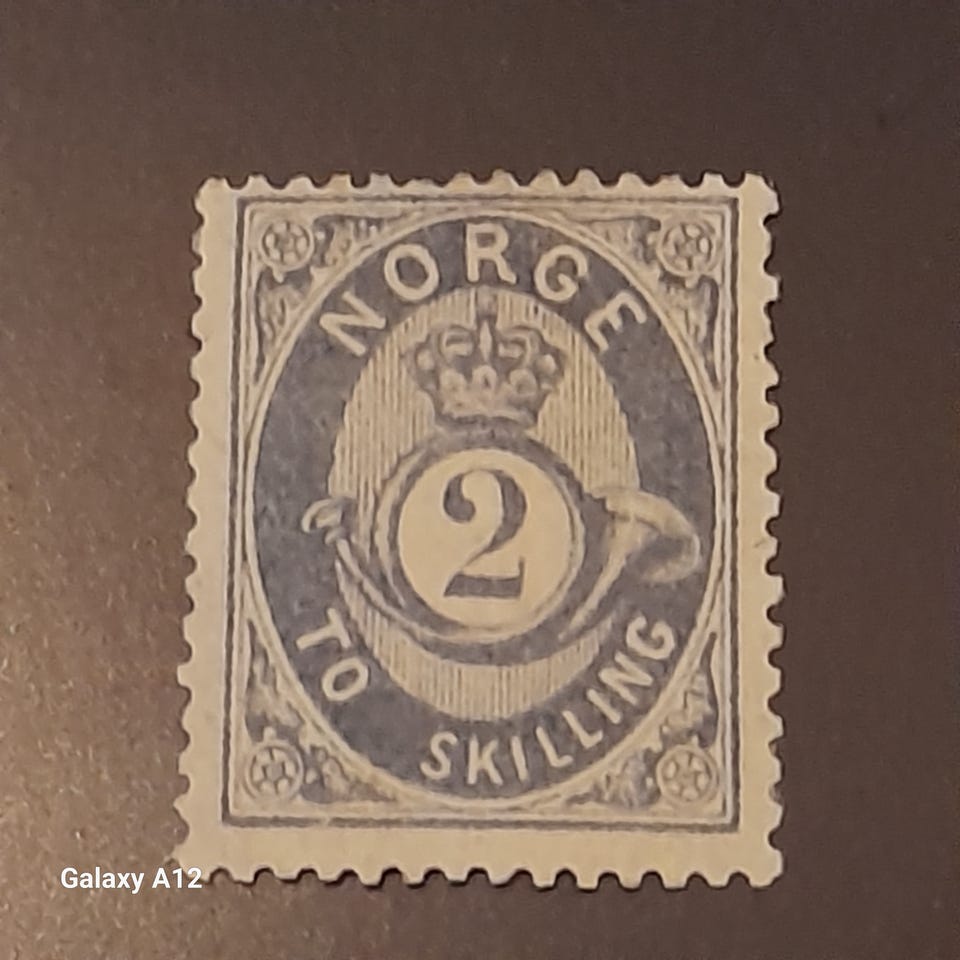 NORGE
2
TO SKILLING
Galaxy A12